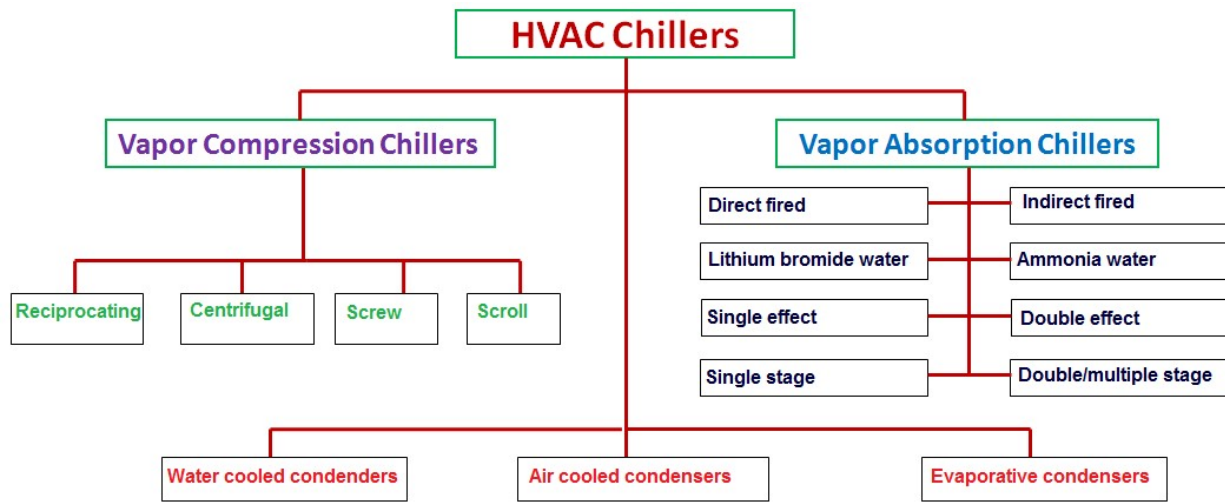 HVAC Chillers
Vapor Compression Chillers
Vapor Absorption Chillers
Direct fired
Indirect fired
Lithium bromide water
Ammonia water
Reciprocating
Centrifugal
Screw
Scroll
Single effect
Double effect
Single stage
Double/multiple stage
Water cooled condenders
Air cooled condensers
Evaporative condensers